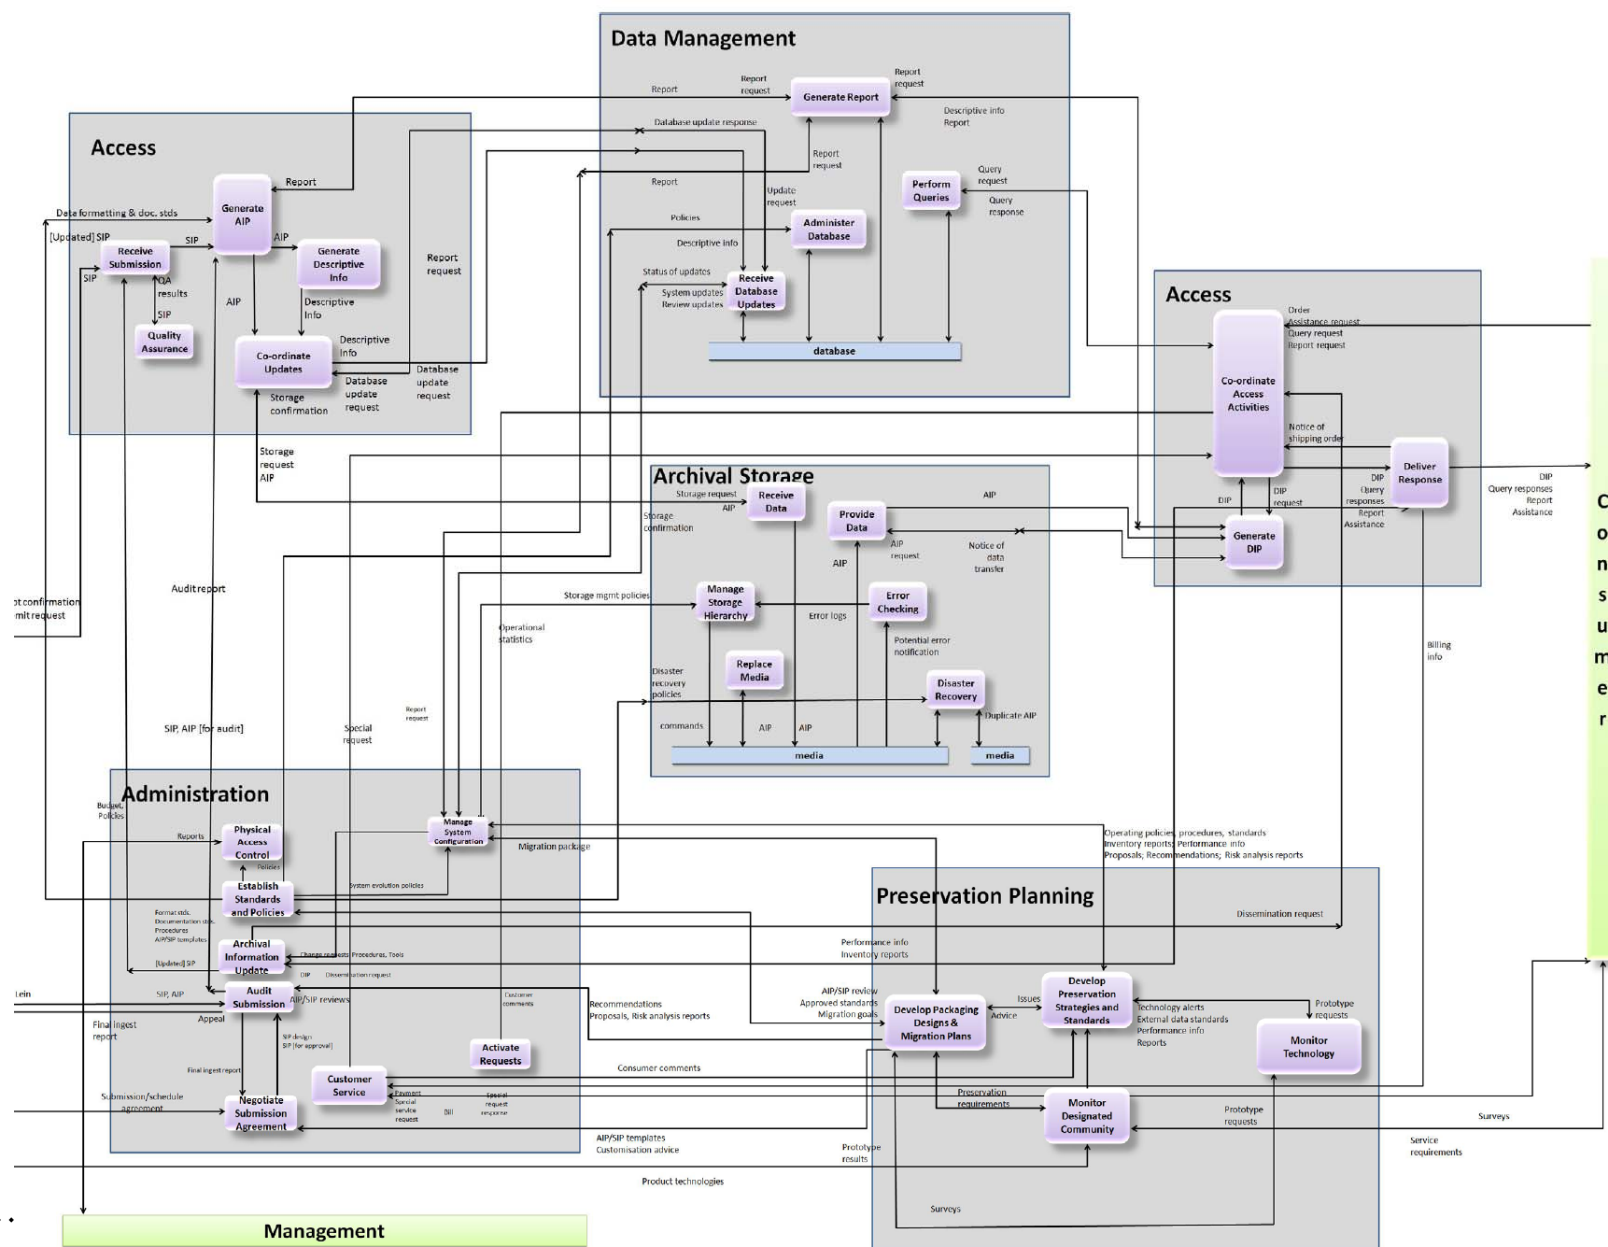 Data Management
Report
Report
request
Generate Report
Report
request
Descriptive info
Report
Database update response
Report
request
Report
Update
request
Perform
Queries
Query
request
Query
response
Policies
Administer
Database
Descriptive Info
Status of updates
System updates
Review updates
Receive
Database
Updates
database
Access
Report
Generate
AIP
Data formatting & doc. stds
[Updated] SIP
SIP
AIP
Receive
Submission
Generate
Descriptive
Info
Report
request
SIP
QA
results
SIP
AIP
Descriptive
Info
Quality
Assurance
Co-ordinate
Updates
Descriptive
Info
Database
update
request
Database
update
request
Storage
confirmation
Storage
request
AIP
Access
Order
Assistance request
Query request
Report request
Co-ordinate
Access
Activities
Notice of
shipping order
Deliver
Response
DIP
Query
responses
Report
Assistance
DIP
DIP
request
Generate
DIP
DIP
Query responses
Report
Assistance
Consumer
Archival Storage
Storage request
AIP
Receive
Data
Storage
confirmation
Provide
Data
AIP
AIP
request
Notice of
data
transfer
AIP
Storage mgmt policies
Manage
Storage
Hierarchy
Error
Checking
Error logs
Operational
statistics
Potential error
notification
Replace
Media
Disaster
recovery
policies
Disaster
Recovery
Duplicate AIP
commands
AIP
AIP
media
media
Audit report
ot confirmation
mit request
SIP, AIP [for audit]
Special
request
Report
request
Billing
info
Administration
Budget,
Policies
Reports
Physical
Access
Control
Policies
Manage
System
Configuration
Migration package
Establish
Standards
and Policies
System evolution policies
Format stds.
Documentation stds.
Procedures
AIP/SIP templates
Archival
Information
Update
Change requests, Procedures, Tools
[Updated] SIP
DIP
Dissemination request
SIP, AIP
Audit
Submission
AIP/SIP reviews
Appeal
Lein
Final ingest
report
SIP design
SIP [for approval]
Customer
comments
Activate
Requests
Final ingest report
Customer
Service
Submission/schedule
agreement
Negotiate
Submission
Agreement
Payment
Special
service
request
Bill
Special
request
response
Operating policies, procedures, standards
Inventory reports; Performance info
Proposals; Recommendations; Risk analysis reports
Preservation Planning
Dissemination request
Performance info
Inventory reports
Recommendations
Proposals, Risk analysis reports
AIP/SIP review
Approved standards
Migration goals
Develop Packaging
Designs &
Migration Plans
Issues
Advice
Develop
Preservation
Strategies and
Standards
Technology alerts
External data standards
Performance info
Reports
Prototype
requests
Monitor
Technology
Consumer comments
Preservation
requirements
Monitor
Designated
Community
Prototype
requests
Surveys
Service
requirements
AIP/SIP templates
Customisation advice
Prototype
results
Product technologies
Surveys
Management